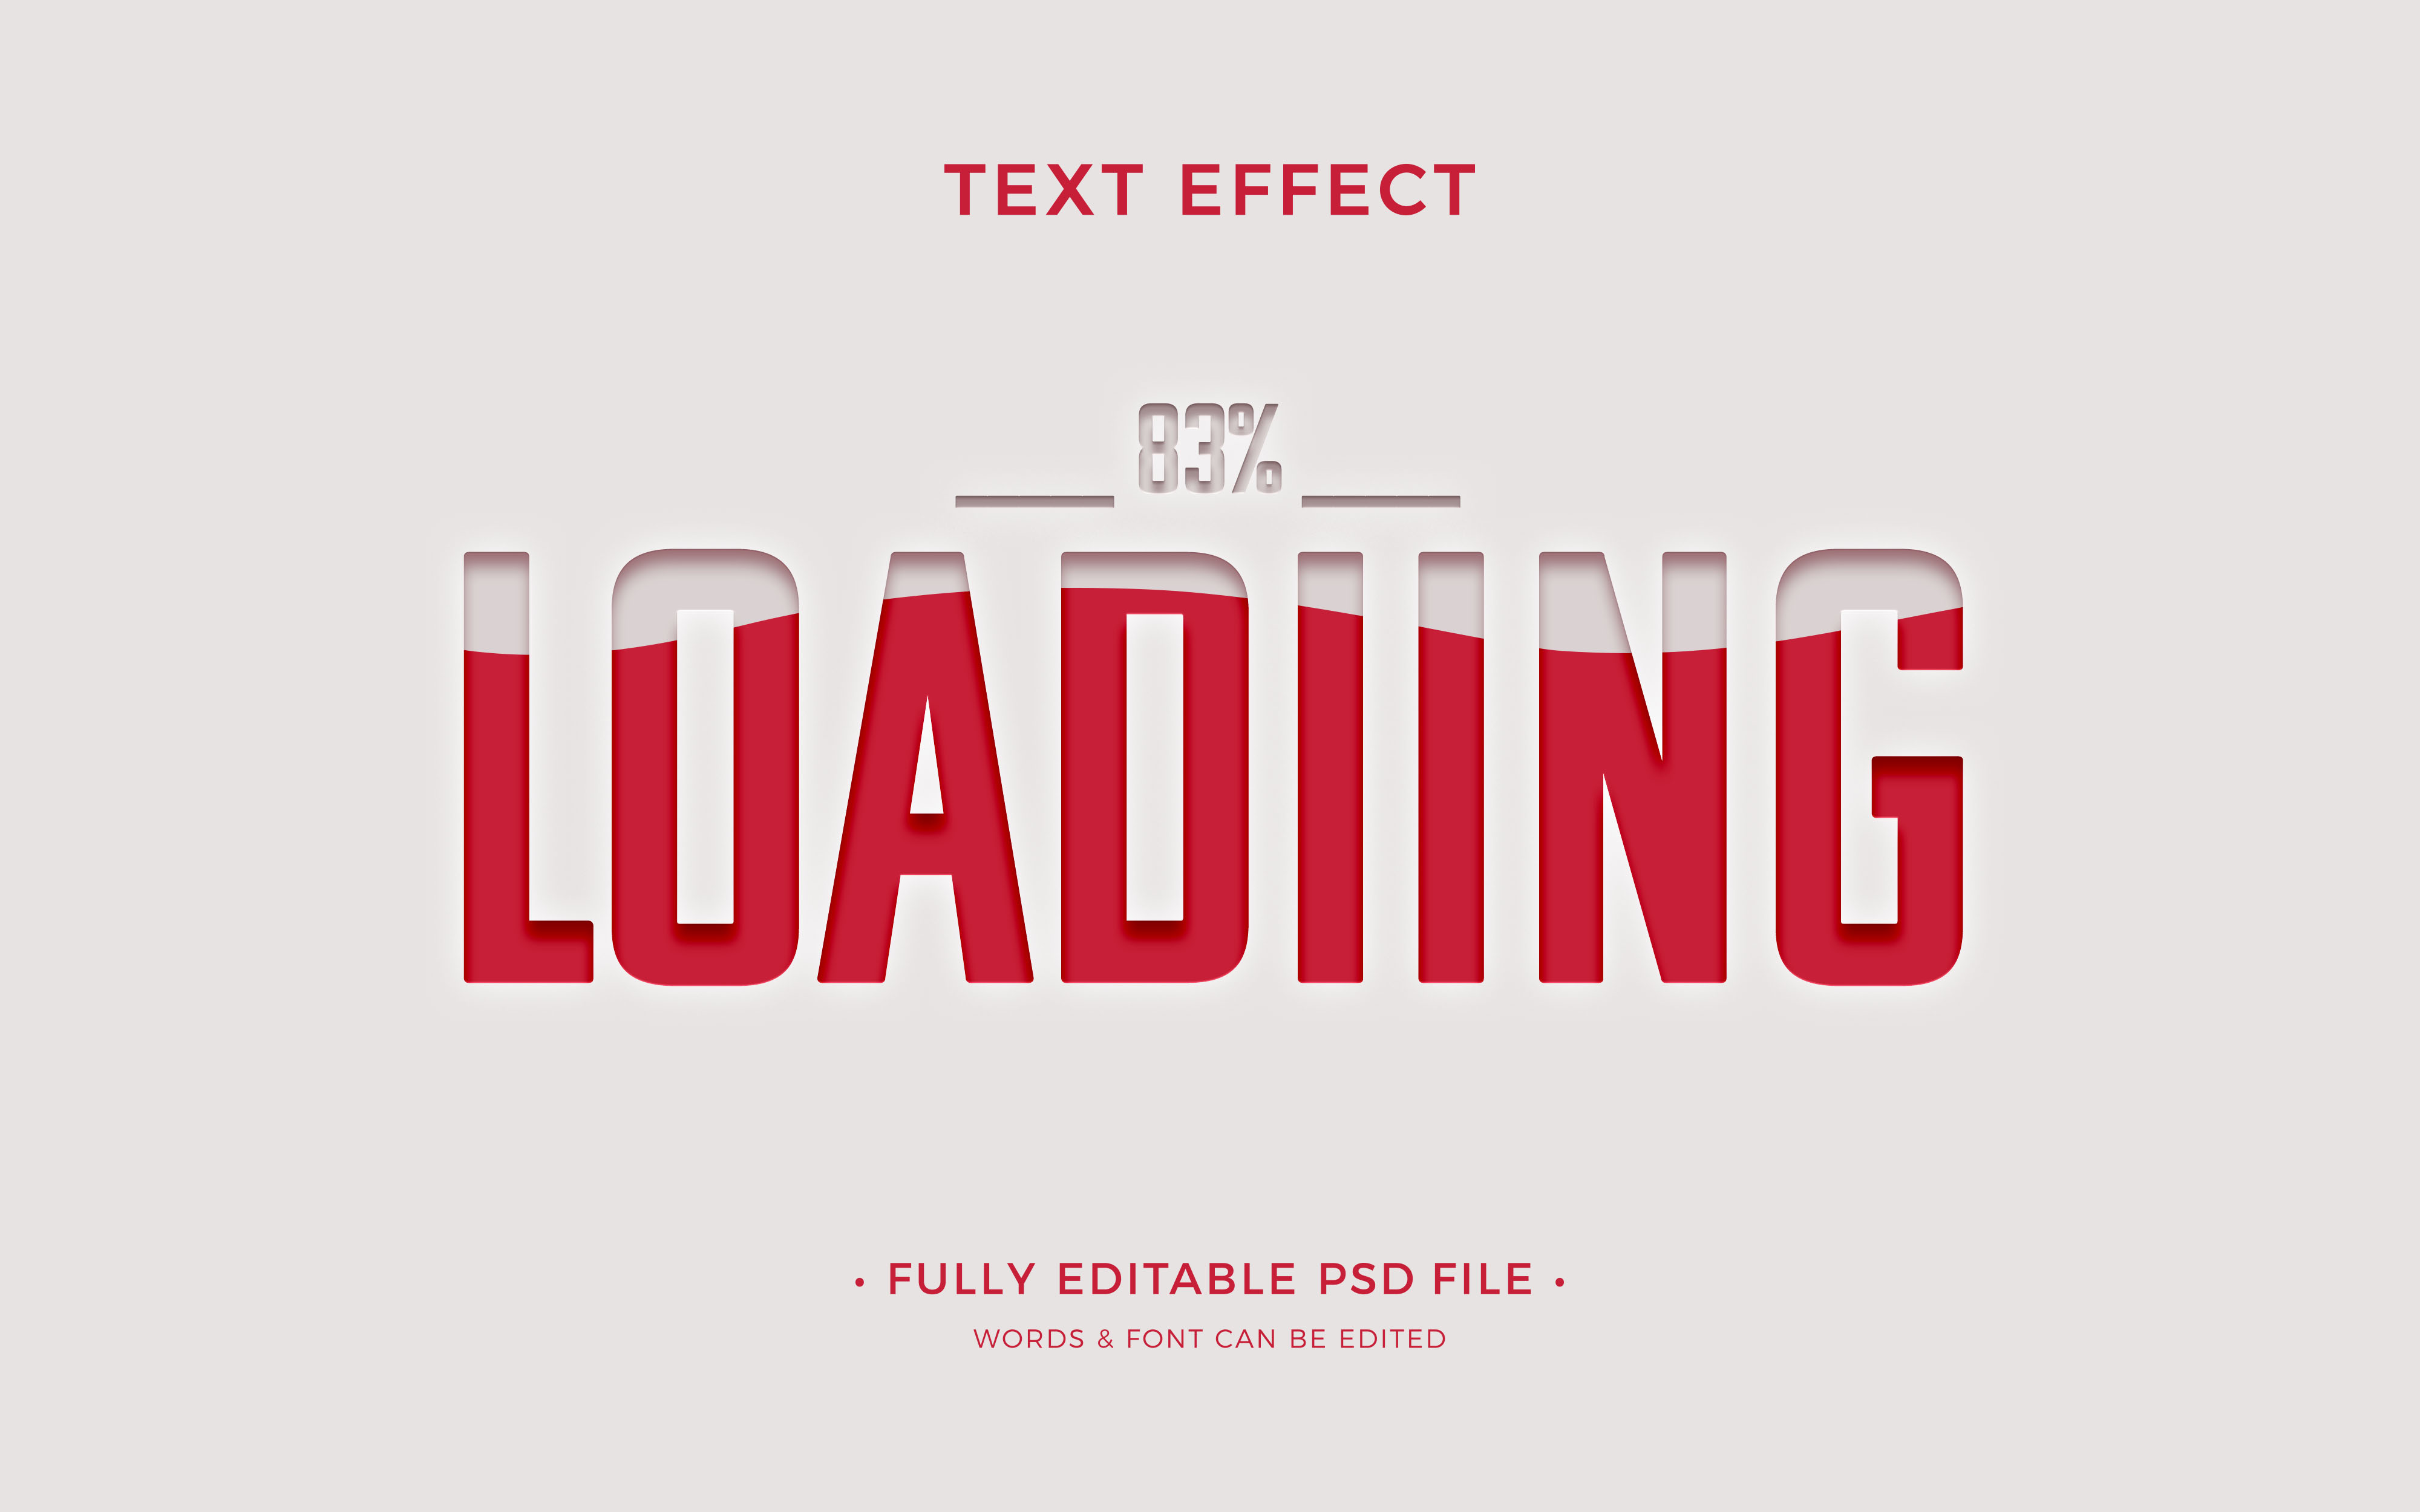 TEXT EFFECT
83%
LOADIING
• FULLY EDITABLE PSD FILE •
WORDS & FONT CAN BE EDITED